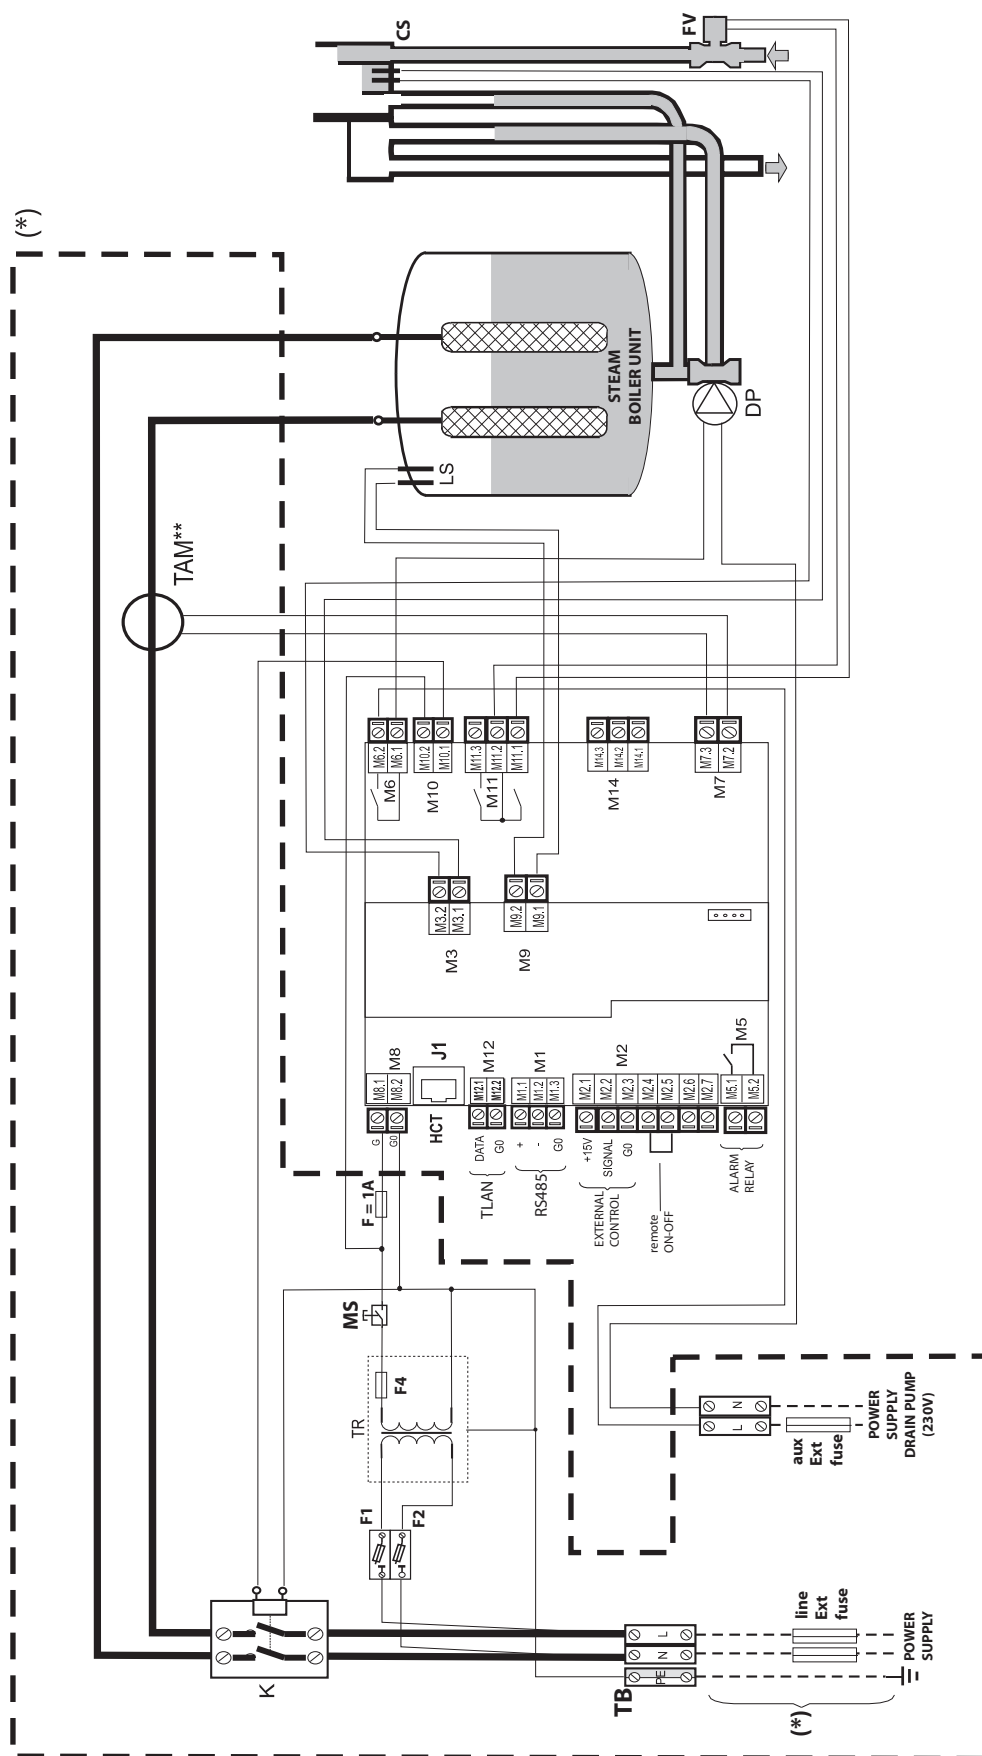 CS
FV
(*)
STEAM
BOILER UNIT
DP
LS
TAM**
M6.2
M6.1
M6
M10.2
M10.1
M10
M11.3
M11.2
M11.1
M11
M14.3
M14.2
M14.1
M14
M7.3
M7.2
M7
M3.2
M3.1
M3
M9.2
M9.1
M9
M8.1
M8.2
M8
G
G0
J1
HCT
M12.1
M12.2
M12
DATA
G0
TLAN
M1.1
M1.2
M1.3
M1
+
-
G0
RS485
M2.1
M2.2
M2.3
M2.4
M2.5
M2.6
M2.7
M2
+15V
SIGNAL
G0
EXTERNAL
CONTROL
remote
ON-OFF
M5.1
M5.2
M5
ALARM
RELAY
F = 1A
MS
F4
TR
F1
F2
K
L
N
PE
TB
line
Ext
fuse
POWER
SUPPLY
(*)
N
L
aux
Ext
fuse
POWER
SUPPLY
DRAIN PUMP
(230V)